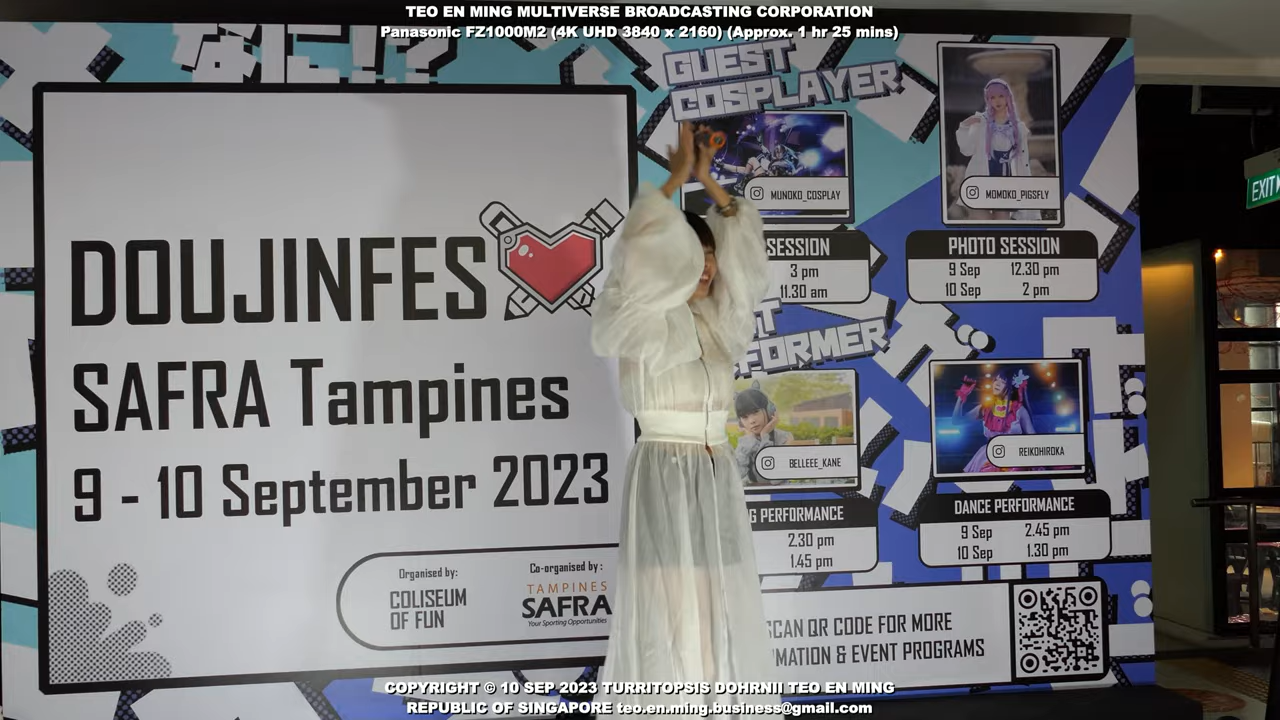 TEO EN MING MULTIVERSE BROADCASTING CORPORATION
Panasonic FZ1000M2 (4K UHD 3840 x 2160) (Approx. 1 hr 25 mins)
DOUJINFES
SAFRA Tampines
9 - 10 September 2023
Organised by:
COLISEUM
OF FUN
Co-organised by:
TAMPINES
SAFRA
Your Sporting Opportunities
GUEST
COSPLAYER
MUNOKO_COSPLAY
SESSION
3 pm
11.30 am
MOMOKO_PIGSFLY
PHOTO SESSION
9 Sep 12.30 pm
10 Sep 2 pm
FORMER
BELLEEE_KANE
G PERFORMANCE
2.30 pm
1.45 pm
REIKOHIROKA
DANCE PERFORMANCE
9 Sep 2.45 pm
10 Sep 1.30 pm
SCAN QR CODE FOR MORE
MATION & EVENT PROGRAMS
EXIT
COPYRIGHT © 10 SEP 2023 TURRITOPSIS DOHRNII TEO EN MING
REPUBLIC OF SINGAPORE teo.en.ming.business@gmail.com